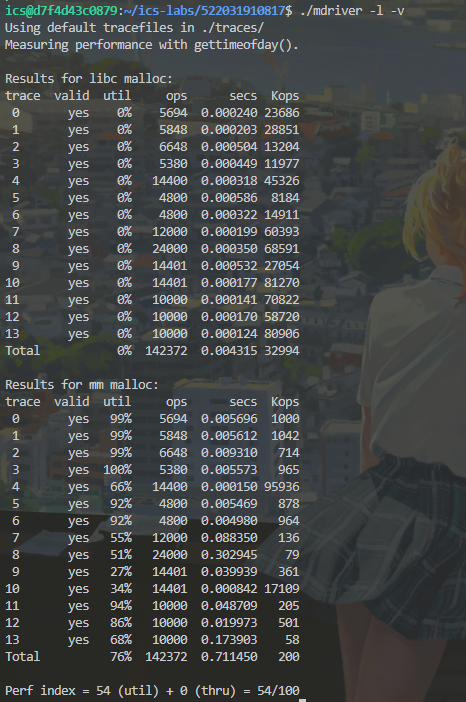 ics@d7f4d43c0879:~/ics-labs/522031910817$ ./mdriver -l -v
Using default tracefiles in ./traces/
Measuring performance with gettimeofday().

Results for libc malloc:
trace  valid  util     ops      secs  Kops
 0       yes    0%    5694  0.000240 23686
 1       yes    0%    5848  0.000203 28851
 2       yes    0%    6648  0.000504 13204
 3       yes    0%    5380  0.000449 11977
 4       yes    0%   14400  0.000318 45326
 5       yes    0%    4800  0.000586  8184
 6       yes    0%    4800  0.000322 14911
 7       yes    0%   12000  0.000199 60393
 8       yes    0%   24000  0.000350 68591
 9       yes    0%   14401  0.000532 27054
10       yes    0%   14401  0.000177 81270
11       yes    0%   10000  0.000141 70822
12       yes    0%   10000  0.000170 58720
13       yes    0%   10000  0.000124 80906
Total           0%  142372  0.004315 32994

Results for mm malloc:
trace  valid  util     ops      secs  Kops
 0       yes   99%    5694  0.005696  1000
 1       yes   99%    5848  0.005612  1042
 2       yes   99%    6648  0.009310   714
 3       yes  100%    5380  0.005573   965
 4       yes   66%   14400  0.000150 95936
 5       yes   92%    4800  0.005469   878
 6       yes   92%    4800  0.004980   964
 7       yes   55%   12000  0.088350   136
 8       yes   51%   24000  0.302945    79
 9       yes   27%   14401  0.039939   361
10       yes   34%   14401  0.000842 17109
11       yes   94%   10000  0.048709   205
12       yes   86%   10000  0.019973   501
13       yes   68%   10000  0.173903    58
Total          76%  142372  0.711450   200

Perf index = 54 (util) + 0 (thru) = 54/100